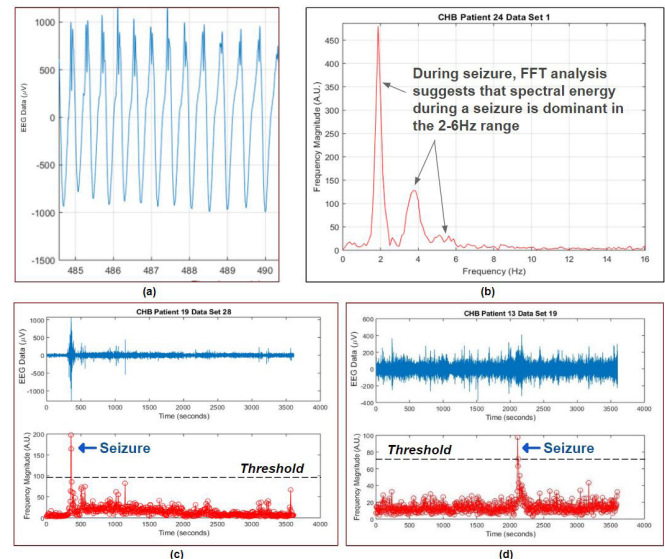 1000
500
0
-500
-1000
-1500
EEG Data (μV)
485 486 487 488 489 490
(a)
CHB Patient 24 Data Set 1
450
400
350
300
250
200
150
100
50
0
Frequency Magnitude (A.U.)
During seizure, FFT analysis
suggests that spectral energy
during a seizure is dominant in
the 2-6Hz range
0 2 4 6 8 10 12 14 16
Frequency (Hz)
(b)
CHB Patient 19 Data Set 28
1000
500
0
-500
-1000
EEG Data (μV)
0 500 1000 1500 2000 2500 3000 3500 4000
Time (seconds)
200
150
100
50
0
Frequency Magnitude (A.U.)
Seizure
Threshold
0 500 1000 1500 2000 2500 3000 3500 4000
Time (seconds)
(c)
CHB Patient 13 Data Set 19
600
400
200
0
-200
-400
EEG Data (μV)
0 500 1000 1500 2000 2500 3000 3500 4000
Time (seconds)
100
80
60
40
20
0
Frequency Magnitude (A.U.)
Threshold
Seizure
0 500 1000 1500 2000 2500 3000 3500 4000
Time (seconds)
(d)